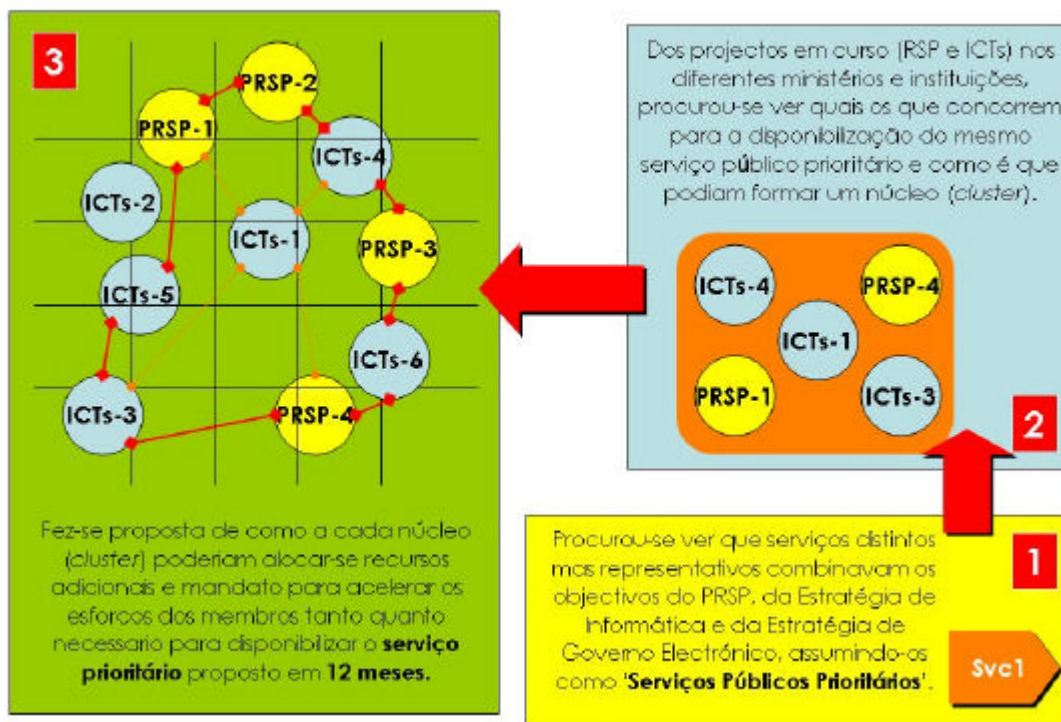 3
PRSP-2
PRSP-1
ICTs-4
ICTs-2
ICTs-1
PRSP-3
ICTs-5
ICTs-6
ICTs-3
PRSP-4
Fez-se proposta de como a cada núcleo
(cluster) poderiam alocar-se recursos
adicionais e mandato para acelerar os
esforcos dos membros tanto quanto
necessario para disponibilizar o serviço
prioritário proposto em 12 meses.
Dos projectos em curso (RSP e ICTs) nos
diferentes ministérios e instituições,
procurou-se ver quais os que concorrem
para a disponibilização do mesmo
serviço público prioritário e como é que
podiam formar um núcleo (cluster).
ICTs-4
PRSP-4
ICTs-1
PRSP-1
ICTs-3
2
Procurou-se ver que serviços distintos
mas representativos combinavam os
objectivos do PRSP, da Estratégia de
Informática e da Estratégia de
Governo Electrónico, assumindo-os
como 'Serviços Públicos Prioritários'.
1
Svc1